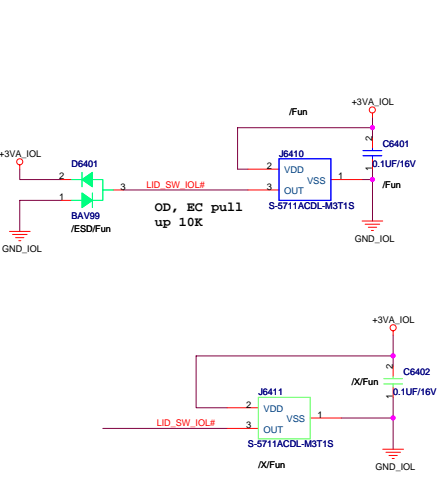 /Fun
+3VA_IOL
J6410
2
C6401
+3VA_IOL
D6401
2
VDD
1
0.1UF/16V
2
VSS
1
3
LID_SW_IOL#
3
OUT
/Fun
1
S-5711ACDL-M3T1S
BAV99
OD, EC pull
up 10K
/ESD/Fun
GND_IOL
GND_IOL
+3VA_IOL
2
C6402
/X/Fun
J6411
1
0.1UF/16V
2
VDD
VSS
1
LID_SW_IOL#
3
OUT
S-5711ACDL-M3T1S
/X/Fun
GND_IOL